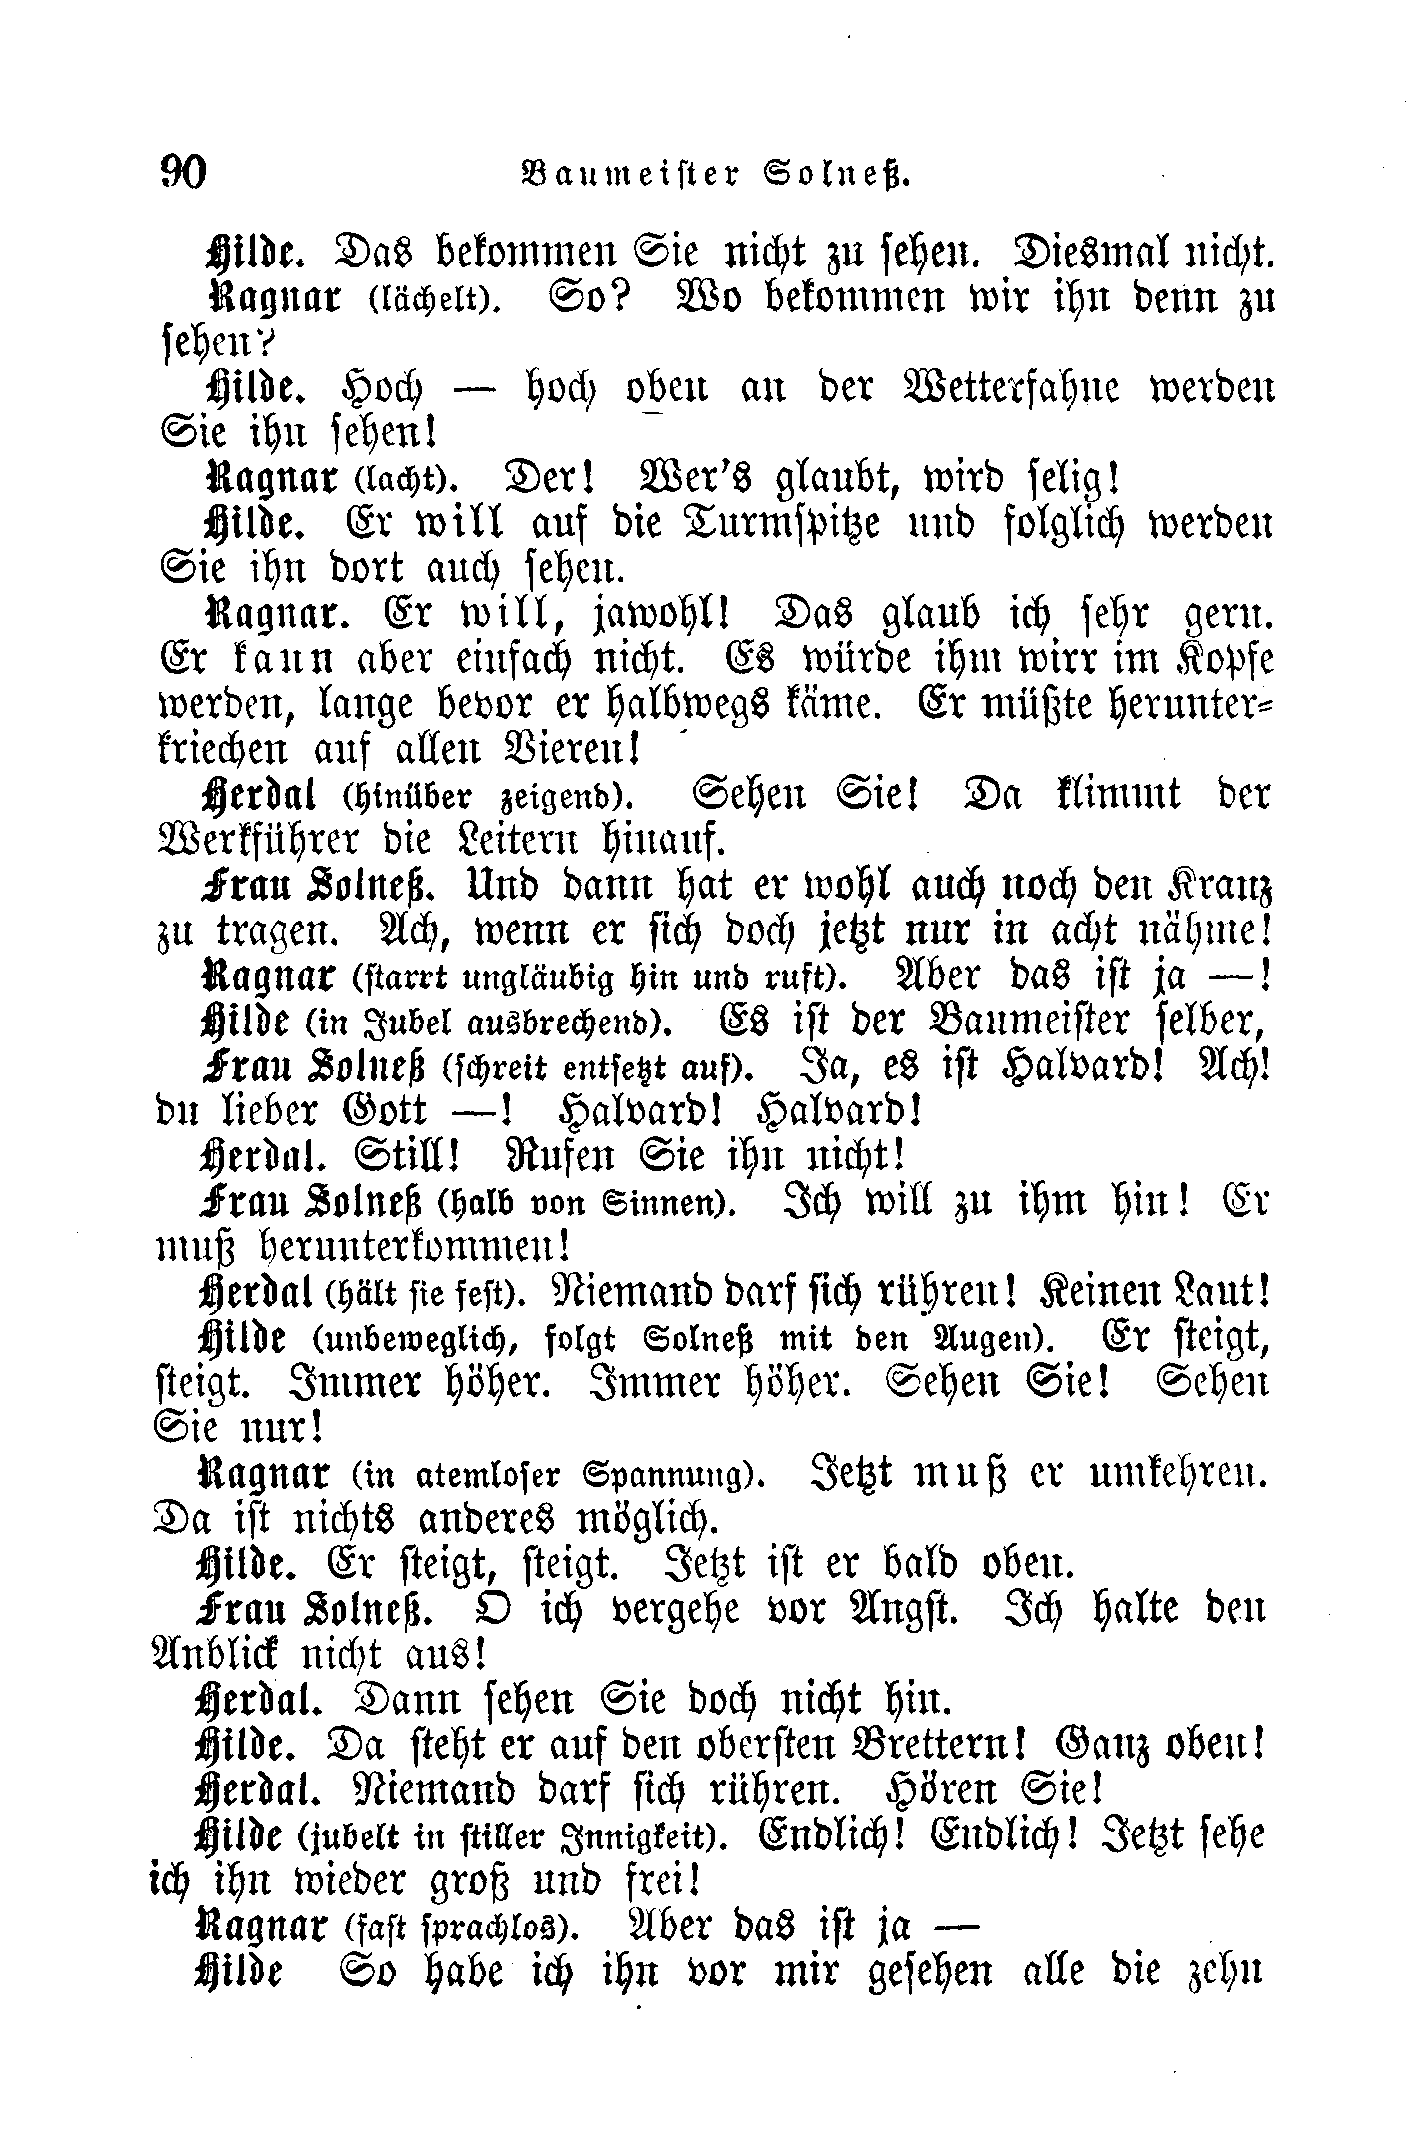 90 Baumeister Solneß.
Hilde. Das bekommen Sie nicht zu sehen. Diesmal nicht.
Ragnar (lächelt). So? Wo bekommen wir ihn denn zu
sehen?
Hilde. Hoch — hoch oben an der Wetterfahne werden
Sie ihn sehen!
Ragnar (lacht). Der! Wer's glaubt, wird selig!
Hilde. Er will auf die Turmspitze und folglich werden
Sie ihn dort auch sehen.
Ragnar. Er will, jawohl! Das glaub ich sehr gern.
Er kann aber einfach nicht. Es würde ihm wirr im Kopfe
werden, lange bevor er halbwegs käme. Er müßte herunter-
kriechen auf allen Vieren!
Herdal (hinüber zeigend). Sehen Sie! Da klimmt der
Werkführer die Leitern hinauf.
Frau Solneß. Und dann hat er wohl auch noch den Kranz
zu tragen. Ach, wenn er sich doch jetzt nur in acht nähme!
Ragnar (starrt ungläubig hin und ruft). Aber das ist ja —!
Hilde (in Jubel ausbrechend). Es ist der Baumeister selber,
Frau Solneß (schreit entsetzt auf). Ja, es ist Halvard! Ach!
du lieber Gott —! Halvard! Halvard!
Herdal. Still! Rufen Sie ihn nicht!
Frau Solneß (halb von Sinnen). Ich will zu ihm hin! Er
muß herunterkommen!
Herdal (hält sie fest). Niemand darf sich rühren! Keinen Laut!
Hilde (unbeweglich, folgt Solneß mit den Augen). Er steigt,
steigt. Immer höher. Immer höher. Sehen Sie! Sehen
Sie nur!
Ragnar (in atemloser Spannung). Jetzt muß er umkehren.
Da ist nichts anderes möglich.
Hilde. Er steigt, steigt. Jetzt ist er bald oben.
Frau Solneß. O ich vergehe vor Angst. Ich halte den
Anblick nicht aus!
Herdal. Dann sehen Sie doch nicht hin.
Hilde. Da steht er auf den obersten Brettern! Ganz oben!
Herdal. Niemand darf sich rühren. Hören Sie!
Hilde (jubelt in stiller Innigkeit). Endlich! Endlich! Jetzt sehe
ich ihn wieder groß und frei!
Ragnar (fast sprachlos). Aber das ist ja —
Hilde So habe ich ihn vor mir gesehen alle die zehn